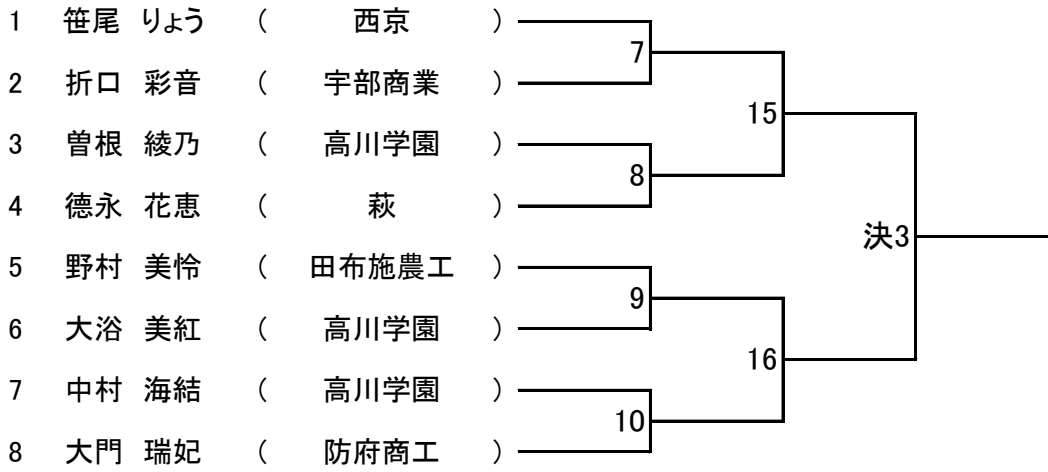 1 笹尾 りょう ( 西京 )
7
2 折口 彩音 ( 宇部商業 )
15
3 曽根 綾乃 ( 高川学園 )
8
4 德永 花恵 ( 萩 )
決3
5 野村 美怜 ( 田布施農工 )
9
6 大浴 美紅 ( 高川学園 )
16
7 中村 海結 ( 高川学園 )
10
8 大門 瑞妃 ( 防府商工 )